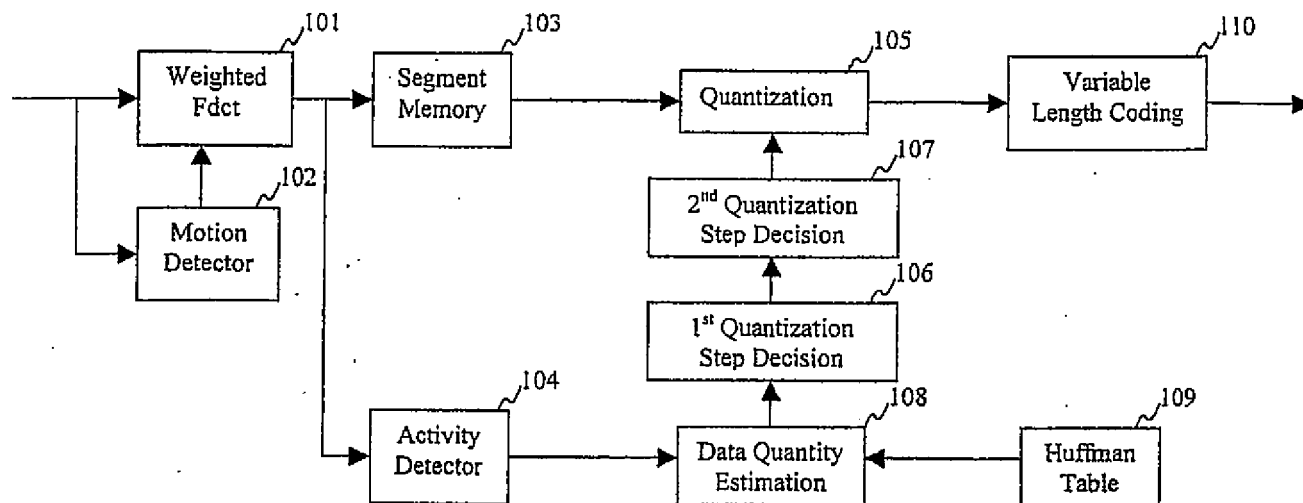 101
Weighted
Fdct
103
Segment
Memory
105
Quantization
110
Variable
Length Coding
102
Motion
Detector
107
2nd Quantization
Step Decision
106
1st Quantization
Step Decision
104
Activity
Detector
108
Data Quantity
Estimation
109
Huffman
Table